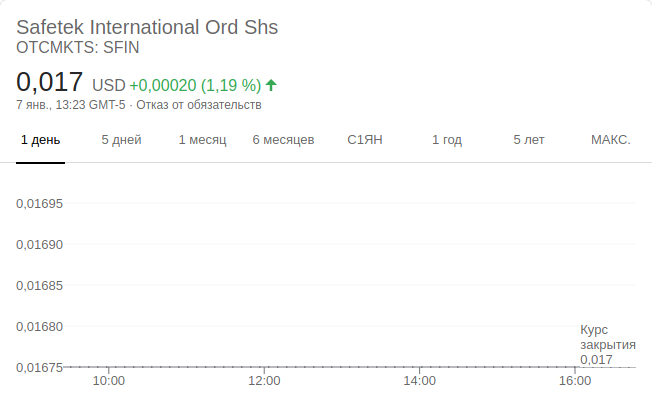 Safetek International Ord Shs
OTCMKTS: SFIN
0,017 USD +0,00020 (1,19 %)
7 янв., 13:23 GMT-5 · Отказ от обязательств
1 день 5 дней 1 месяц 6 месяцев С1ЯН 1 год 5 лет МАКС.
0,01695
0,01690
0,01685
0,01680
Курс
закрытия
0,017
0,01675
10:00 12:00 14:00 16:00